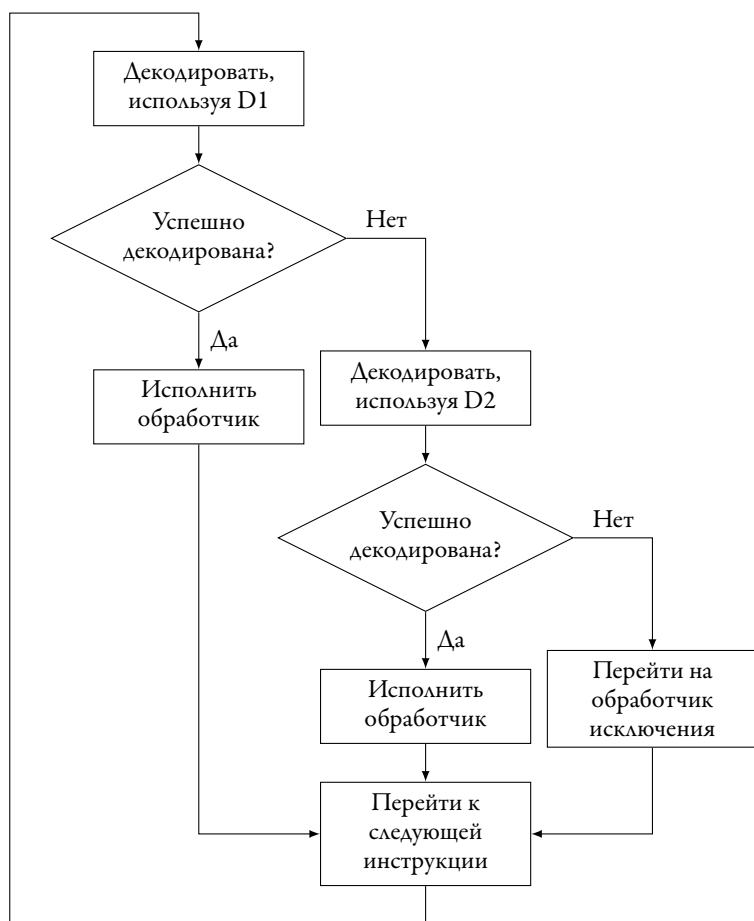 Декодировать,
используя D1
Успешно
декодирована?
Нет
Да
Исполнить
обработчик
Декодировать,
используя D2
Успешно
декодирована?
Нет
Да
Исполнить
обработчик
Перейти на
обработчик
исключения
Перейти к
следующей
инструкции